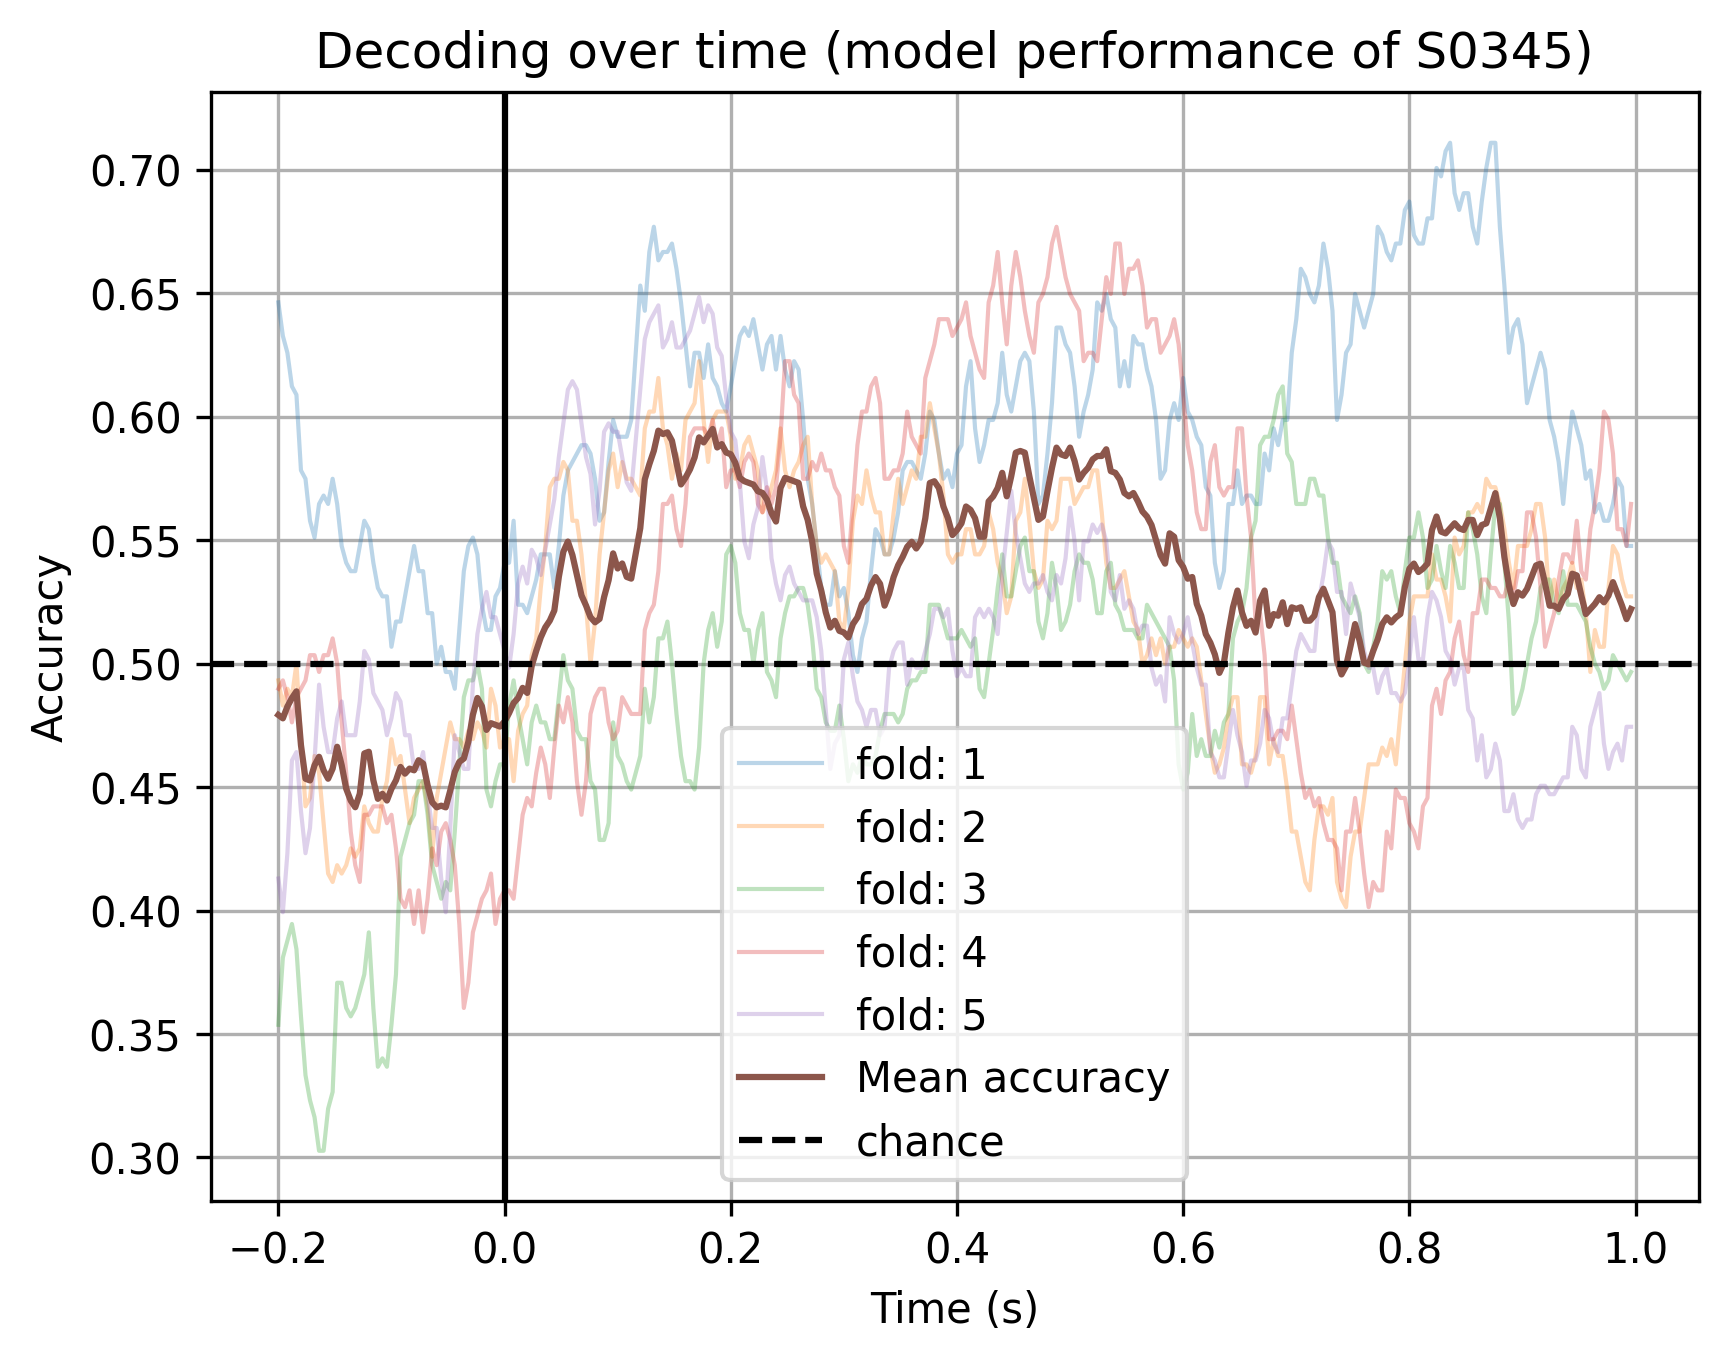 Decoding over time (model performance of S0345)
Accuracy
0.70
0.65
0.60
0.55
0.50
0.45
0.40
0.35
0.30
fold: 1
fold: 2
fold: 3
fold: 4
fold: 5
Mean accuracy
chance
−0.2 0.0 0.2 0.4 0.6 0.8 1.0
Time (s)